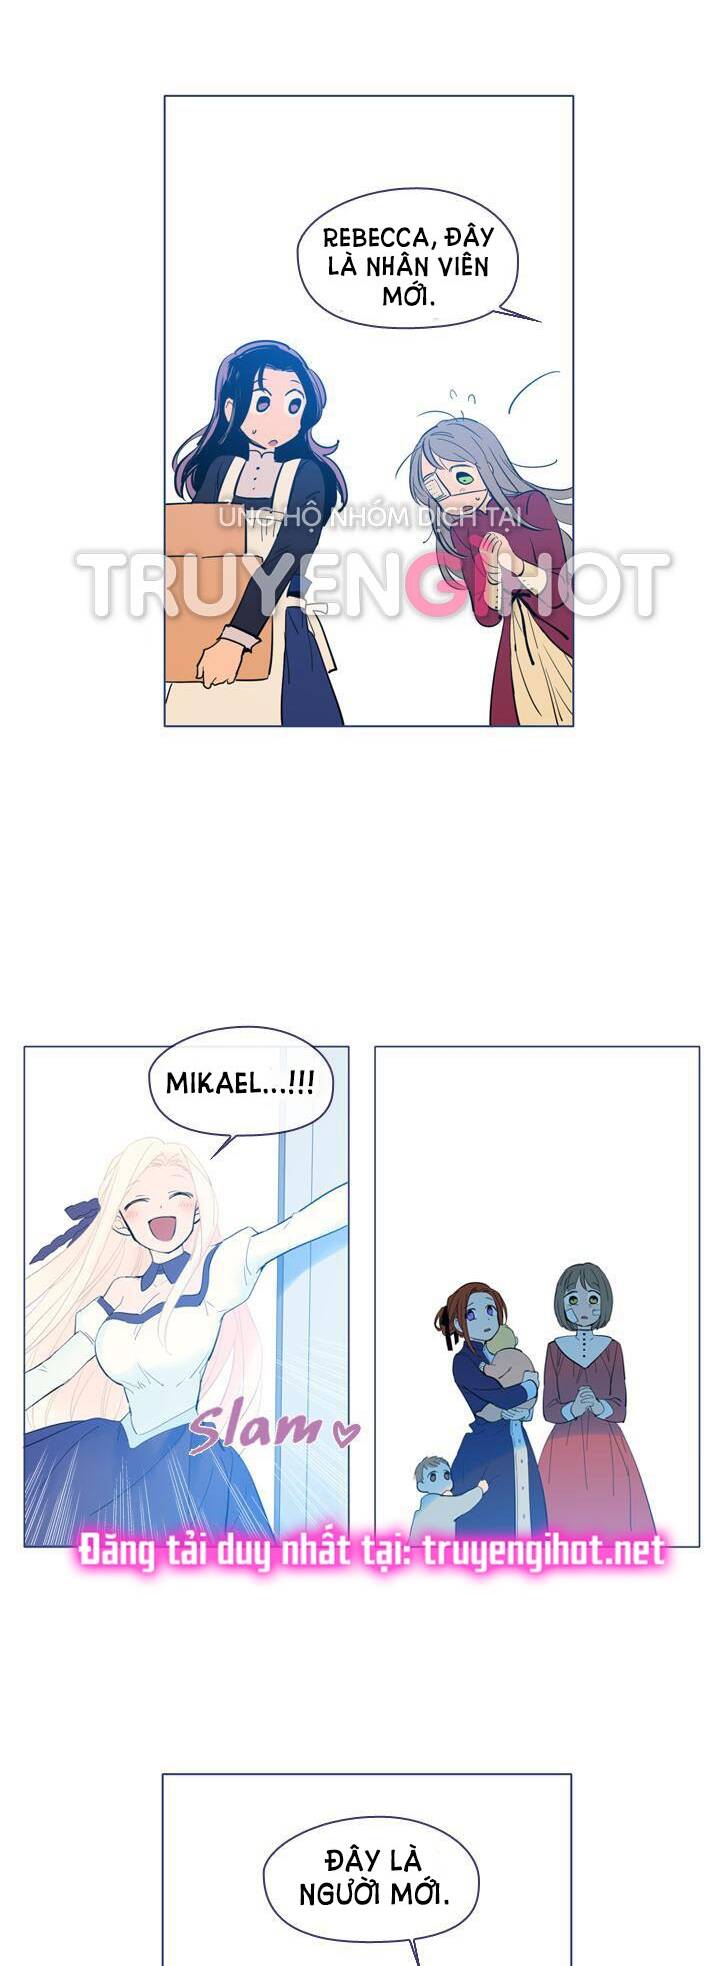 REBECCA, ĐÂY
LÀ NHÂN VIÊN
MỚI.
ỦNG HỘ NHÓM DỊCH TẠI
TRUYENGIHOT
MIKAEL...!!!
Slam
Đăng tải duy nhất tại: truyengihot.net
ĐÂY LÀ
NGƯỜI MỚI.